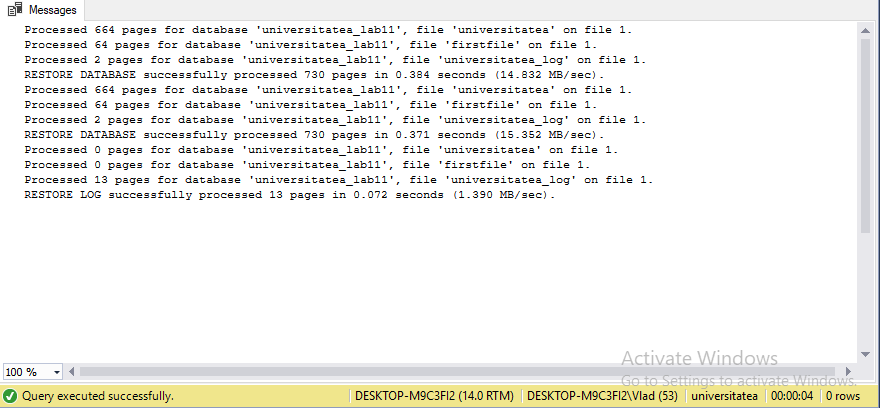 Messages
Processed 664 pages for database 'universitatea_lab11', file 'universitatea' on file 1.
Processed 64 pages for database 'universitatea_lab11', file 'firstfile' on file 1.
Processed 2 pages for database 'universitatea_lab11', file 'universitatea_log' on file 1.
RESTORE DATABASE successfully processed 730 pages in 0.384 seconds (14.832 MB/sec).
Processed 664 pages for database 'universitatea_lab11', file 'universitatea' on file 1.
Processed 64 pages for database 'universitatea_lab11', file 'firstfile' on file 1.
Processed 2 pages for database 'universitatea_lab11', file 'universitatea_log' on file 1.
RESTORE DATABASE successfully processed 730 pages in 0.371 seconds (15.352 MB/sec).
Processed 0 pages for database 'universitatea_lab11', file 'universitatea' on file 1.
Processed 0 pages for database 'universitatea_lab11', file 'firstfile' on file 1.
Processed 13 pages for database 'universitatea_lab11', file 'universitatea_log' on file 1.
RESTORE LOG successfully processed 13 pages in 0.072 seconds (1.390 MB/sec).
Activate Windows
100 %
Go to Settings to activate Windows.
Query executed successfully. DESKTOP-M9C3FI2 (14.0 RTM) DESKTOP-M9C3FI2\Vlad (53) universitatea 00:00:04 0 rows